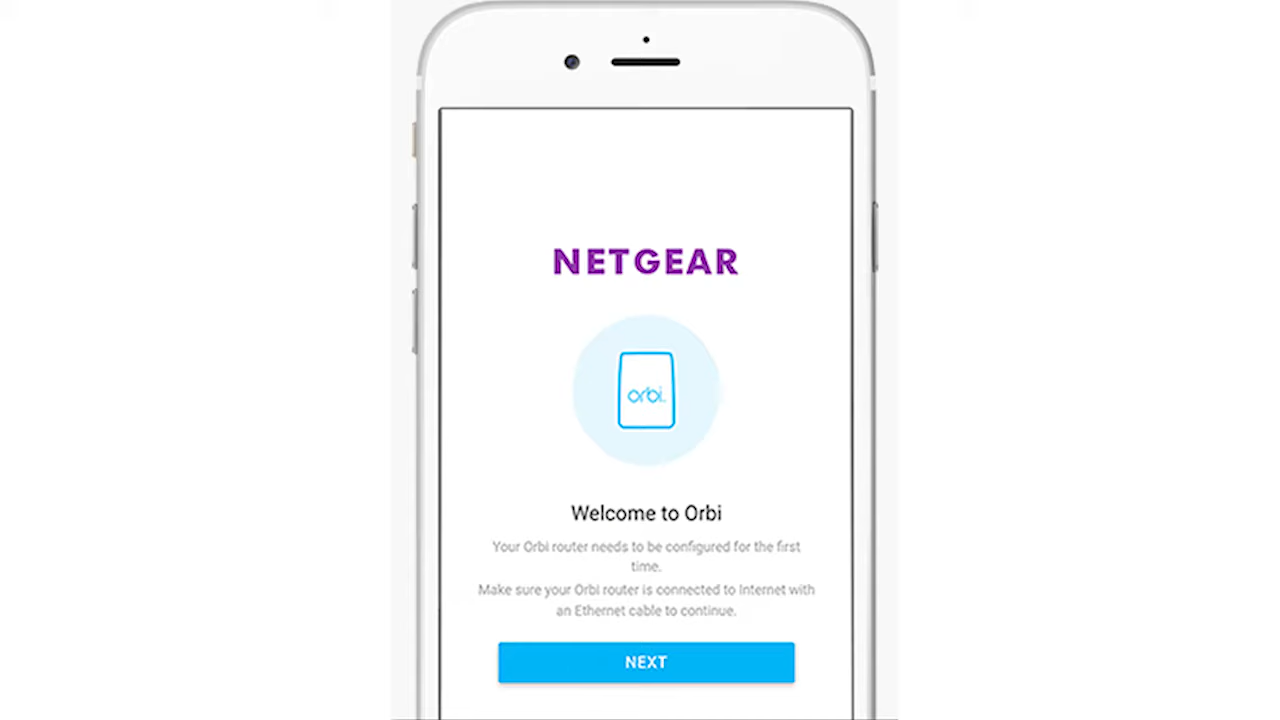 NETGEAR
orbi
Welcome to Orbi
Your Orbi router needs to be configured for the first
time.
Make sure your Orbi router is connected to Internet with
an Ethernet cable to continue.
NEXT